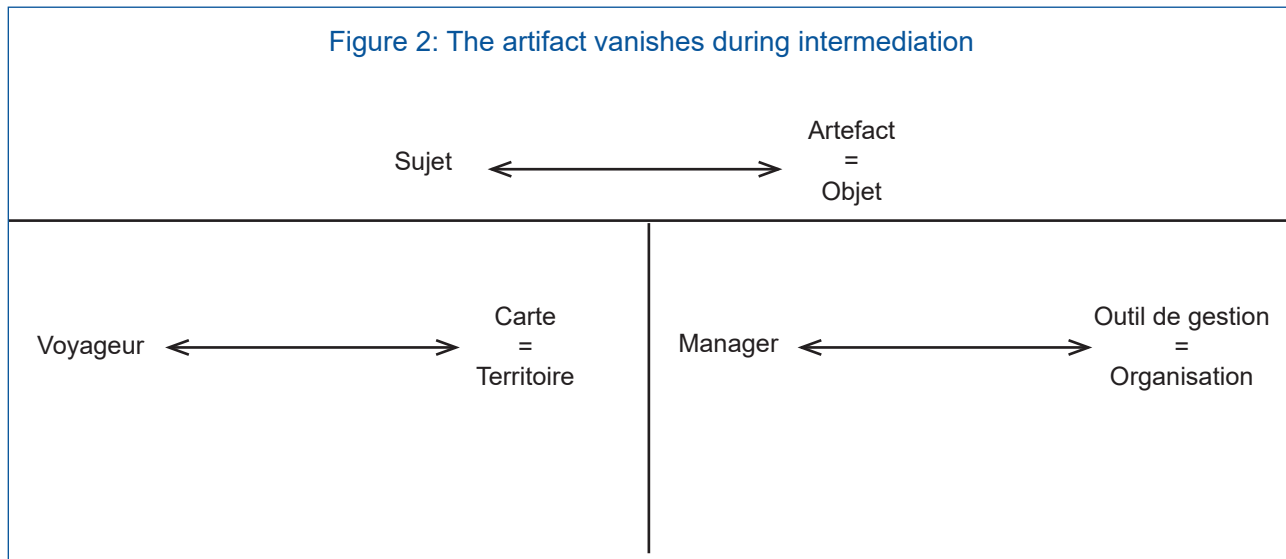 Figure 2: The artifact vanishes during intermediation
Sujet
Artefact
=
Objet
Voyageur
Carte
=
Territoire
Manager
Outil de gestion
=
Organisation